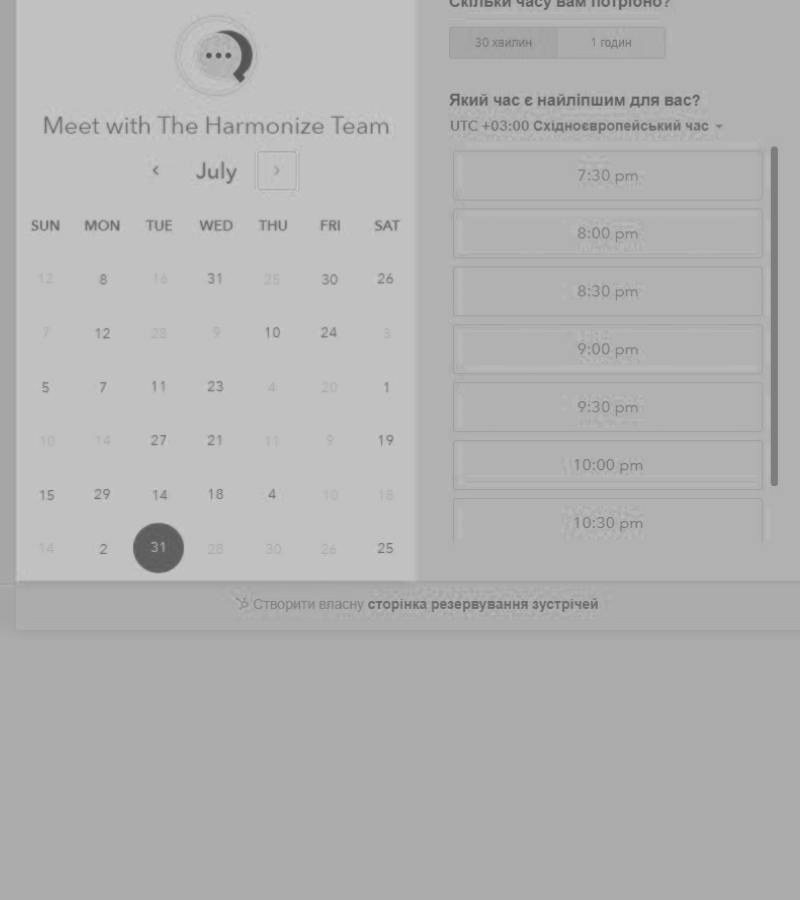 Meet with The Harmonize Team
‹ July ›
SUN MON TUE WED THU FRI SAT
12 8 16 31 25 30 26
7 12 28 9 10 24 3
5 7 11 23 4 20 1
10 14 27 21 11 9 19
15 29 14 18 4 10 18
14 2 31 28 30 26 25
Скільки часу вам потрібно?
30 хвилин 1 годин
Який час є найліпшим для вас?
UTC +03:00 Східноєвропейський час
7:30 pm
8:00 pm
8:30 pm
9:00 pm
9:30 pm
10:00 pm
10:30 pm
Створити власну сторінка резервування зустрічей